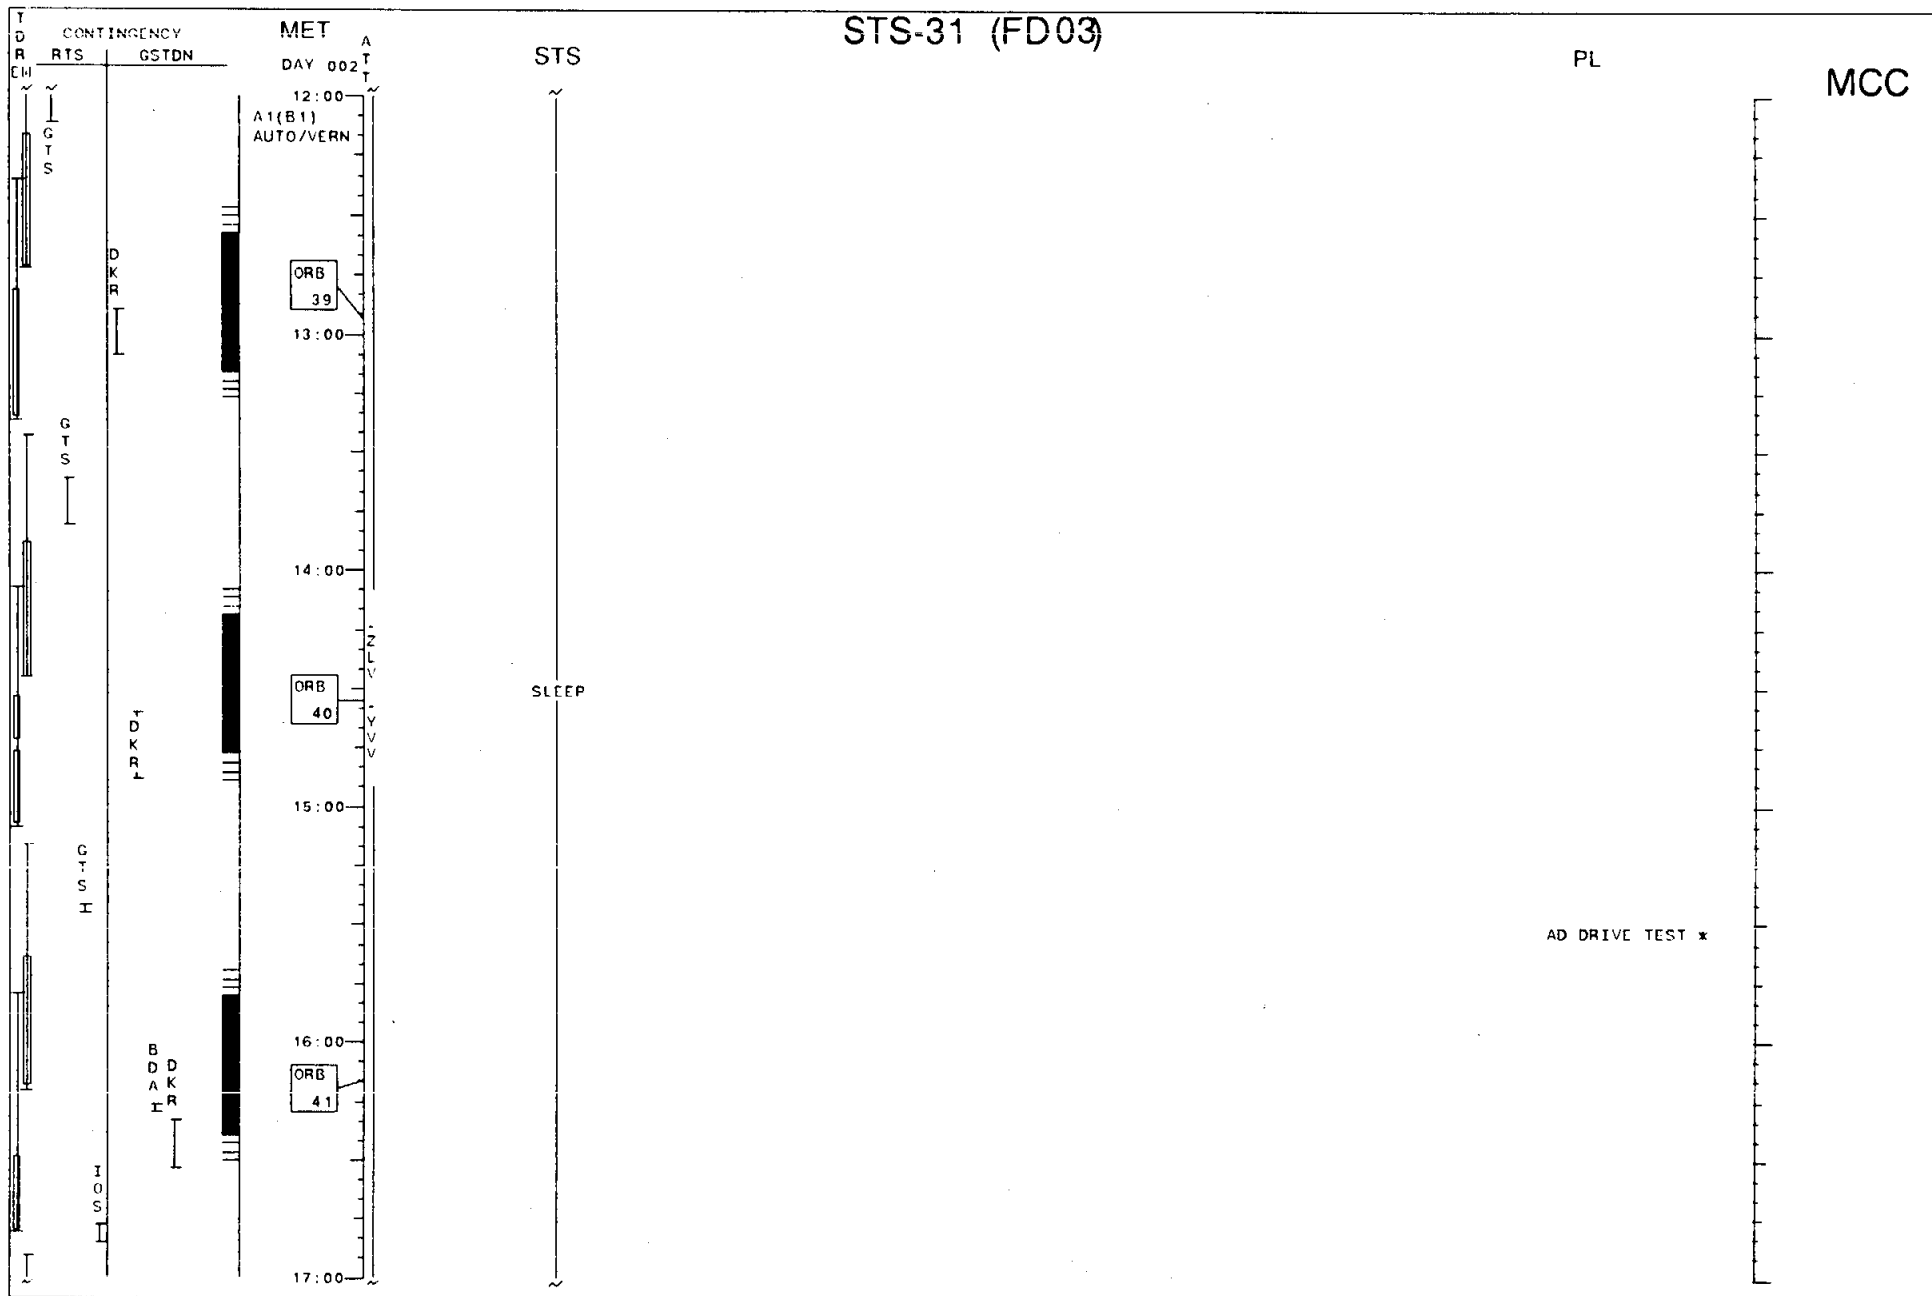 STS-31 (FD03)
TDRE/W
CONTINGENCY
RTS
GSTDN
MET
DAY 002
ATT
STS
PL
MCC
12:00
A1(B1)
AUTO/VERN
GTS
DKR
ORB
39
13:00
GTS
14:00
-ZLV
SLEEP
ORB
40
-YVV
DKR
15:00
GTS
AD DRIVE TEST *
16:00
BDA
DKR
ORB
41
IOS
17:00